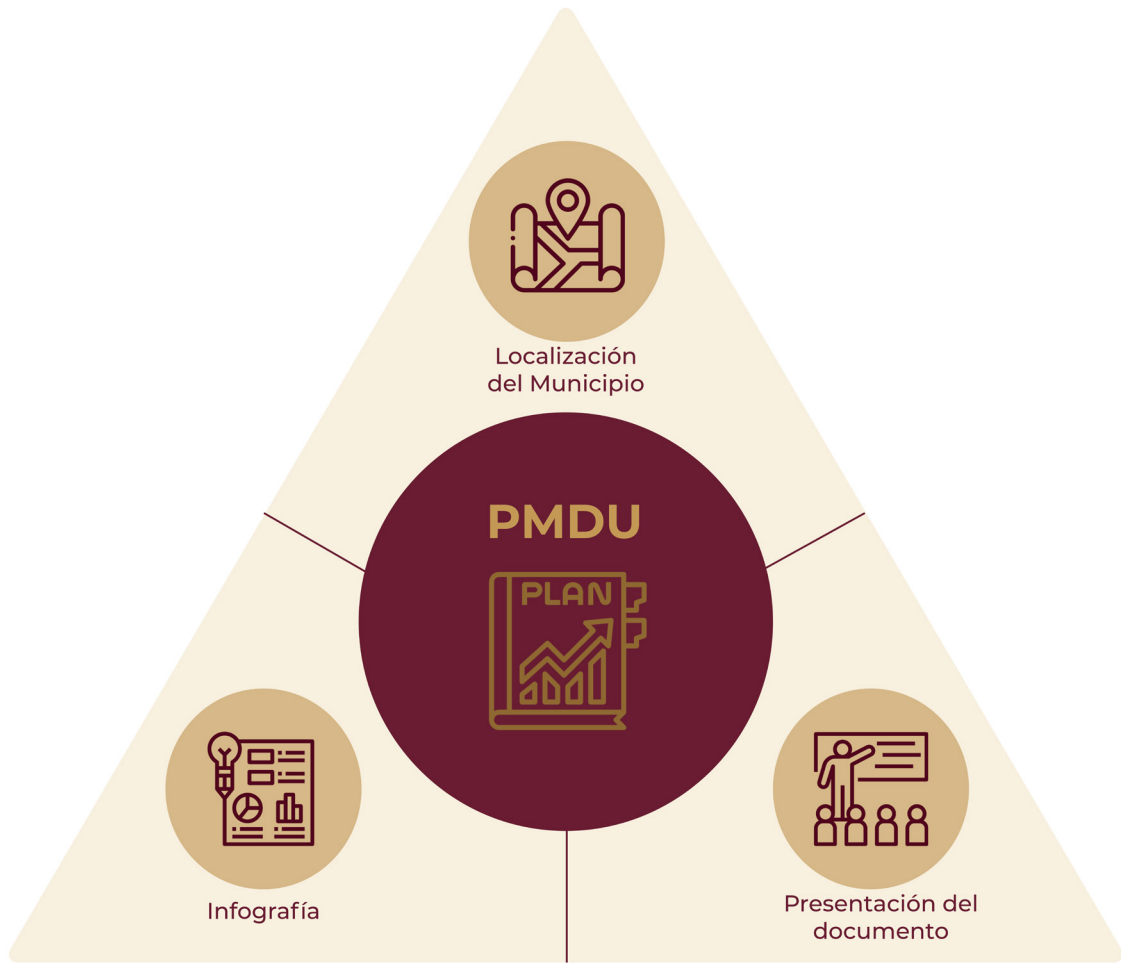 Localización
del Municipio
PMDU
PLAN
Infografía
Presentación del
documento